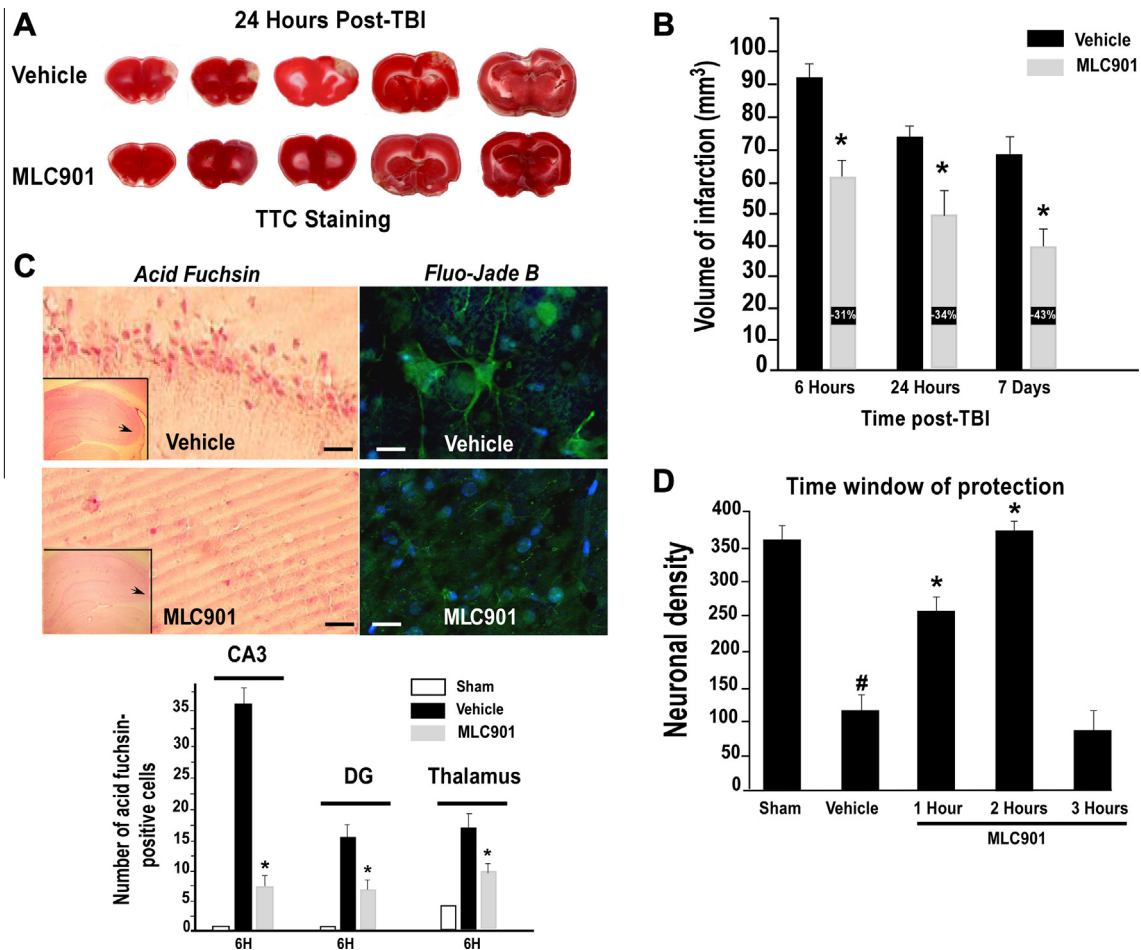 A
24 Hours Post-TBI
Vehicle
MLC901
TTC Staining
B
Vehicle
MLC901
Volume of infarction (mm³)
100
90
80
70
60
50
40
30
20
10
0
*
*
*
-31%
-34%
-43%
6 Hours
24 Hours
7 Days
Time post-TBI
C
Acid Fuchsin
Fluo-Jade B
Vehicle
Vehicle
MLC901
MLC901
CA3
DG
Thalamus
Sham
Vehicle
MLC901
Number of acid fuchsin-
positive cells
35
30
25
20
15
10
5
0
*
*
*
6H
6H
6H
D
Time window of protection
Neuronal density
400
350
300
250
200
150
100
50
0
#
*
*
Sham
Vehicle
1 Hour
2 Hours
3 Hours
MLC901